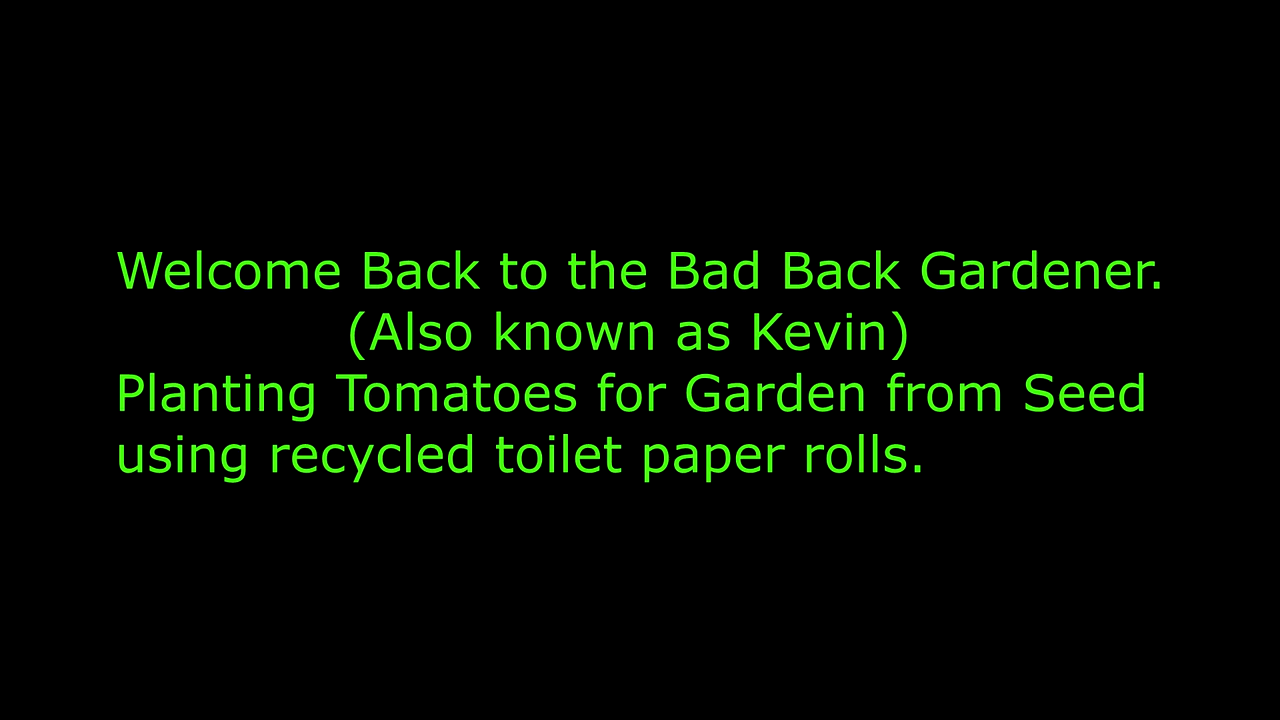 Welcome Back to the Bad Back Gardener.
(Also known as Kevin)
Planting Tomatoes for Garden from Seed
using recycled toilet paper rolls.